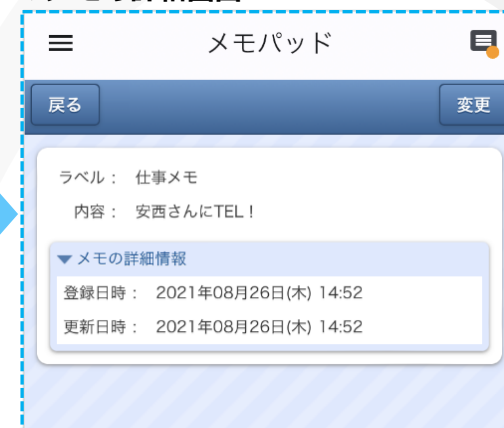 メモパッド
戻る
変更
ラベル： 仕事メモ
内容： 安西さんにTEL！
▼メモの詳細情報
登録日時： 2021年08月26日(木) 14:52
更新日時： 2021年08月26日(木) 14:52